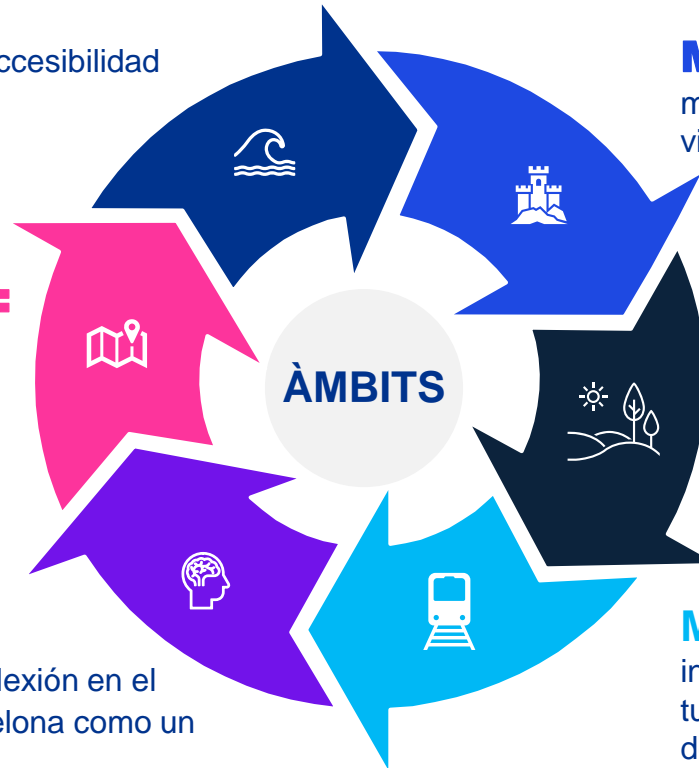 ccesibilidad
M
m
vi
ÀMBITS
M
in
tu
d
lexión en el
elona como un